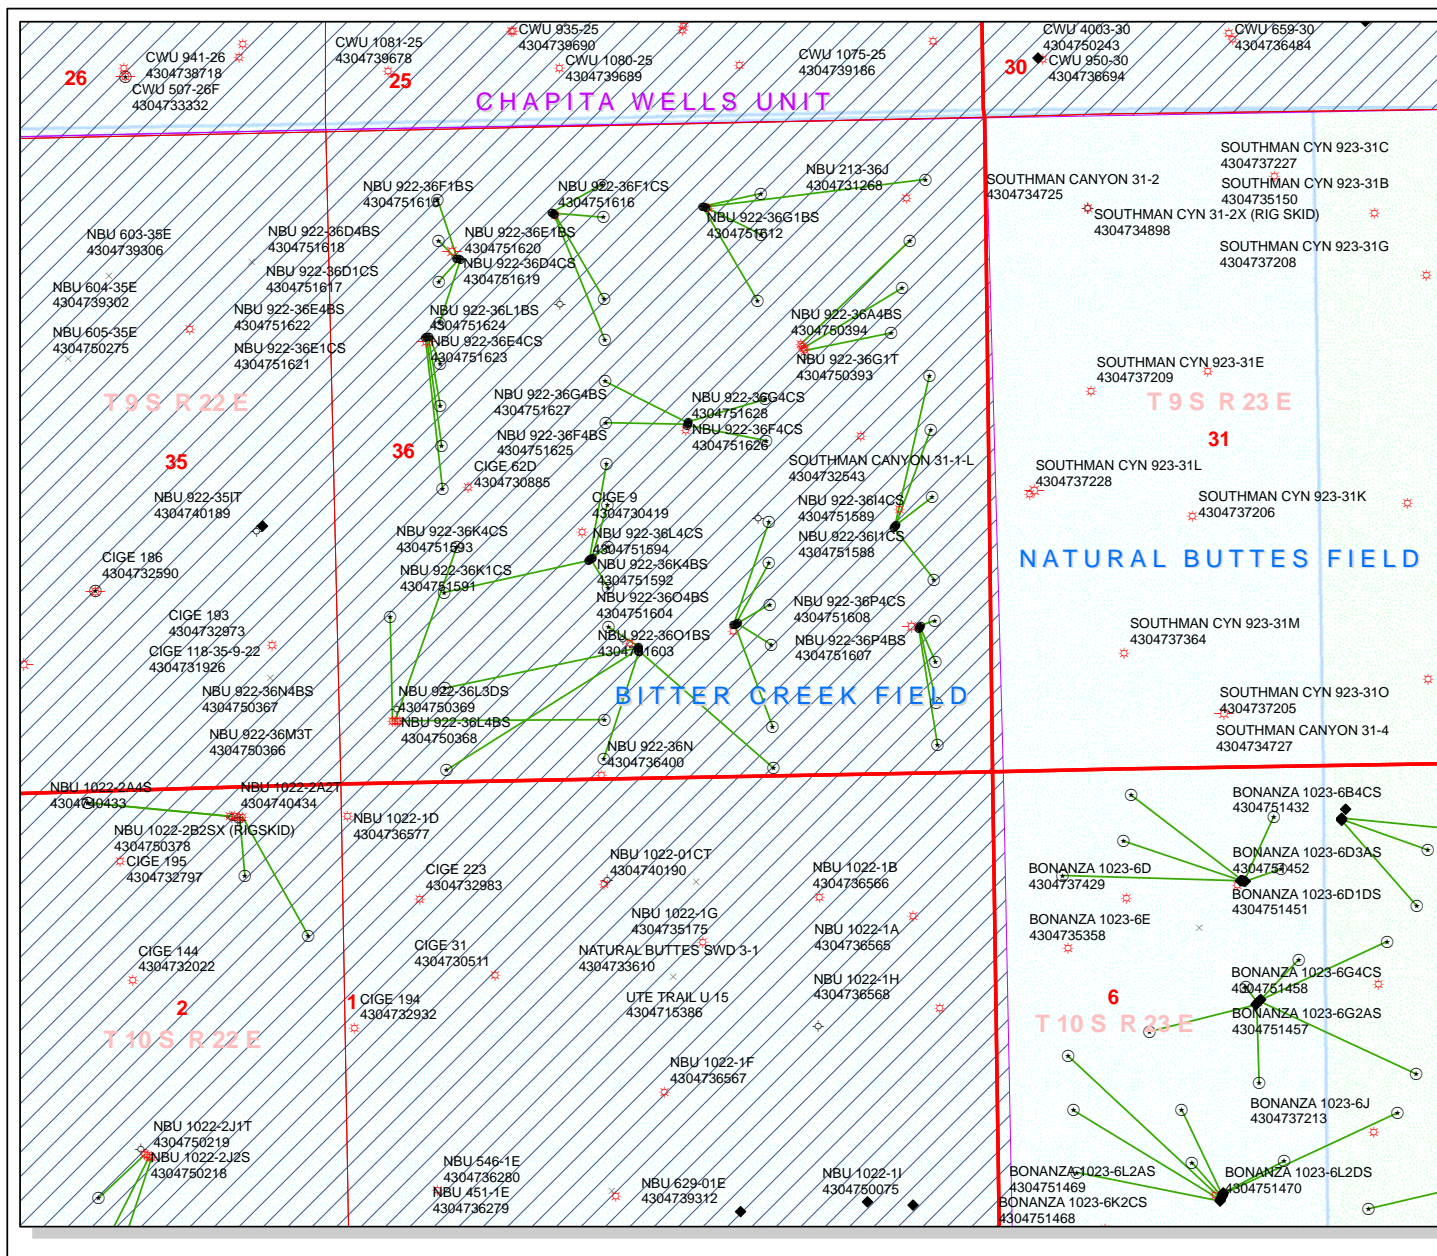 CWU 935-25
4304739690
CWU 4003-30
4304750243
CWU 659-30
4304736484
CWU 1081-25
4304739678
CWU 941-26
4304738718
CWU 1080-25
4304739689
CWU 1075-25
4304739186
CWU 950-30
4304736694
26
25
30
CWU 507-26F
4304733332
CHAPITA WELLS UNIT
SOUTHMAN CYN 923-31C
4304737227
NBU 213-36J
4304731268
SOUTHMAN CANYON 31-2
4304734725
SOUTHMAN CYN 923-31B
4304735150
NBU 922-36F1BS
4304751613
NBU 922-36F1CS
4304751616
NBU 922-36G1BS
4304751612
SOUTHMAN CYN 31-2X (RIG SKID)
4304734898
NBU 603-35E
4304739306
NBU 922-36D4BS
4304751618
NBU 922-36E1BS
4304751620
SOUTHMAN CYN 923-31G
4304737208
NBU 922-36D1CS
4304751617
NBU 922-36D4CS
4304751619
NBU 604-35E
4304739302
NBU 922-36E4BS
4304751622
NBU 922-36L1BS
4304751624
NBU 922-36A4BS
4304750394
NBU 605-35E
4304750275
NBU 922-36E1CS
4304751621
NBU 922-36E4CS
4304751623
NBU 922-36G1T
4304750393
SOUTHMAN CYN 923-31E
4304737209
T 9 S R 22 E
NBU 922-36G4BS
4304751627
NBU 922-36G4CS
4304751628
T 9 S R 23 E
NBU 922-36F4BS
4304751625
NBU 922-36F4CS
4304751626
31
36
35
CIGE 62D
4304730885
SOUTHMAN CANYON 31-1-L
4304732543
SOUTHMAN CYN 923-31L
4304737228
NBU 922-35IT
4304740189
CIGE 9
4304730419
NBU 922-36I4CS
4304751589
SOUTHMAN CYN 923-31K
4304737206
NBU 922-36K4CS
4304751593
NBU 922-36L4CS
4304751594
NBU 922-36I1CS
4304751588
NATURAL BUTTES FIELD
CIGE 186
4304732590
NBU 922-36K1CS
4304751591
NBU 922-36K4BS
4304751592
NBU 922-36O4BS
4304751604
NBU 922-36P4CS
4304751608
CIGE 193
4304732973
NBU 922-36O1BS
4304751603
NBU 922-36P4BS
4304751607
SOUTHMAN CYN 923-31M
4304737364
CIGE 118-35-9-22
4304731926
NBU 922-36N4BS
4304750367
NBU 922-36L3DS
4304750369
BITTER CREEK FIELD
SOUTHMAN CYN 923-31O
4304737205
NBU 922-36M3T
4304750366
NBU 922-36L4BS
4304750368
SOUTHMAN CANYON 31-4
4304734727
NBU 922-36N
4304736400
NBU 1022-2A4S
4304740433
NBU 1022-2A2T
4304740434
BONANZA 1023-6B4CS
4304751432
NBU 1022-2B2SX (RIGSKID)
4304750378
NBU 1022-1D
4304736577
CIGE 195
4304732797
CIGE 223
4304732983
NBU 1022-01CT
4304740190
NBU 1022-1B
4304736566
BONANZA 1023-6D
4304737429
BONANZA 1023-6D3AS
4304751452
BONANZA 1023-6D1DS
4304751451
NBU 1022-1G
4304735175
NBU 1022-1A
4304736565
BONANZA 1023-6E
4304735358
CIGE 144
4304732022
CIGE 31
4304730511
NATURAL BUTTES SWD 3-1
4304733610
NBU 1022-1H
4304736568
BONANZA 1023-6G4CS
4304751458
2
1
CIGE 194
4304732932
UTE TRAIL U 15
4304715386
6
BONANZA 1023-6G2AS
4304751457
T 10 S R 22 E
T 10 S R 23 E
NBU 1022-1F
4304736567
BONANZA 1023-6J
4304737213
NBU 1022-2J1T
4304750219
NBU 1022-2J2S
4304750218
NBU 546-1E
4304736280
NBU 451-1E
4304736279
NBU 629-01E
4304739312
NBU 1022-1I
4304750075
BONANZA 1023-6L2AS
4304751469
BONANZA 1023-6L2DS
4304751470
BONANZA 1023-6K2CS
4304751468